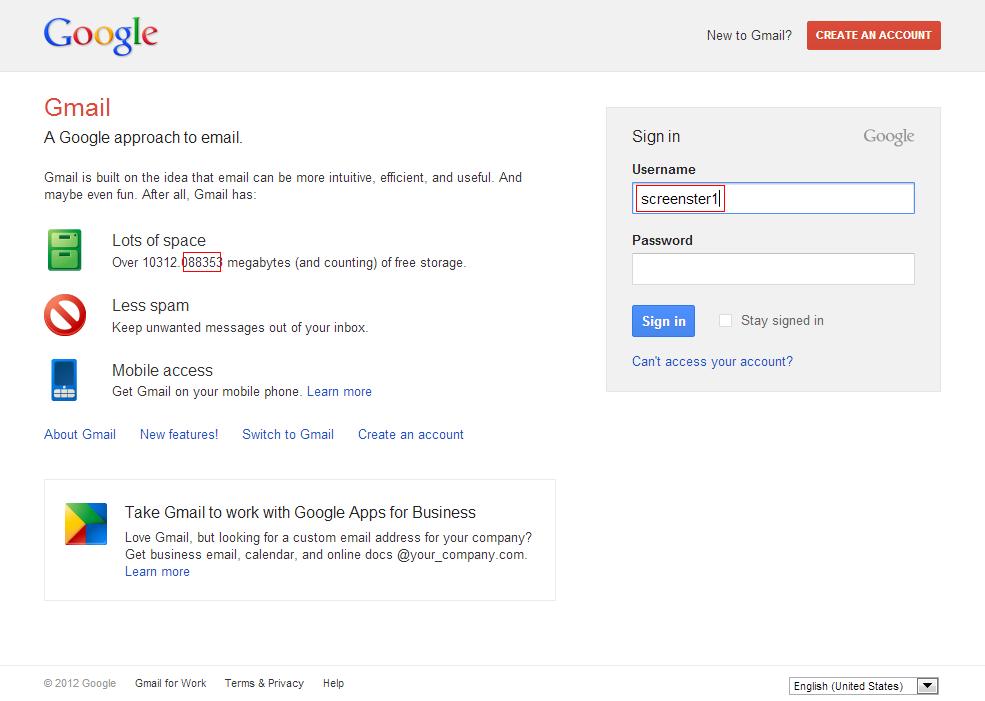 Google
New to Gmail? CREATE AN ACCOUNT
Gmail
A Google approach to email.
Gmail is built on the idea that email can be more intuitive, efficient, and useful. And
maybe even fun. After all, Gmail has:
Lots of space
Over 10312.088353 megabytes (and counting) of free storage.
Less spam
Keep unwanted messages out of your inbox.
Mobile access
Get Gmail on your mobile phone. Learn more
About Gmail New features! Switch to Gmail Create an account
Take Gmail to work with Google Apps for Business
Love Gmail, but looking for a custom email address for your company?
Get business email, calendar, and online docs @your_company.com.
Learn more
Sign in Google
Username
screenster1
Password
Sign in Stay signed in
Can't access your account?
© 2012 Google Gmail for Work Terms & Privacy Help
English (United States)